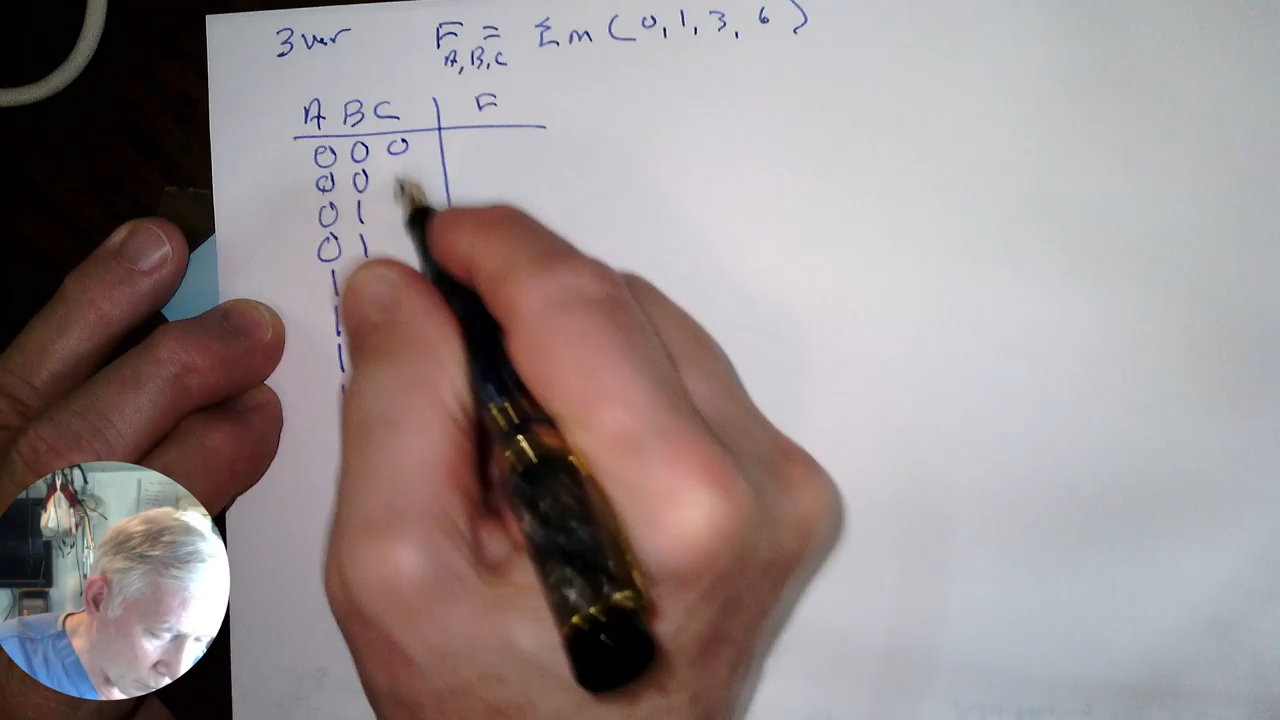 3 var F = Σm (0, 1, 3, 6)
A, B, C
A B C F
0 0 0
0 0
0 1
0 1
1
1
1
1